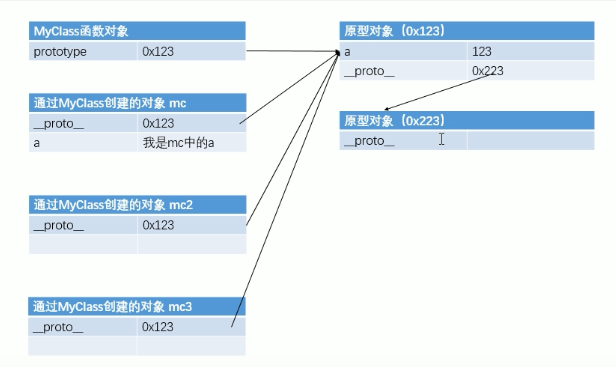 MyClass函数对象
prototype 0x123
通过MyClass创建的对象 mc
__proto__ 0x123
a 我是mc中的a
通过MyClass创建的对象 mc2
__proto__ 0x123
通过MyClass创建的对象 mc3
__proto__ 0x123
原型对象（0x123）
a 123
__proto__ 0x223
原型对象（0x223）
__proto__